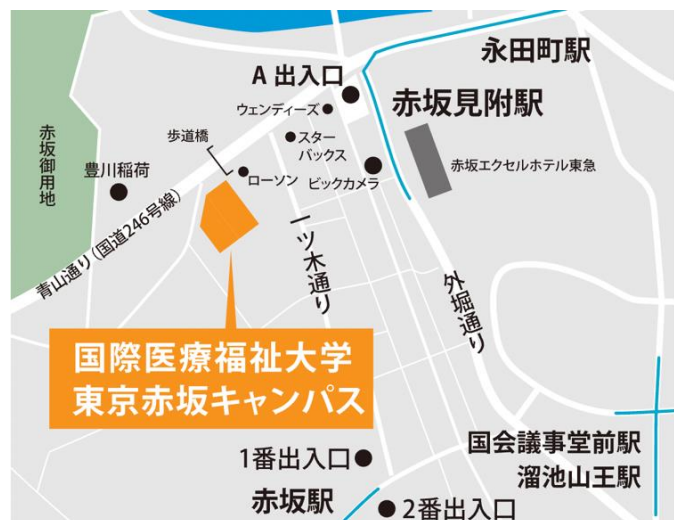 永田町駅
A 出入口
赤坂見附駅
ウェンディーズ
スター
バックス
歩道橋
赤坂御用地
豊川稲荷
ローソン
ビックカメラ
赤坂エクセルホテル東急
青山通り(国道246号線)
一ツ木通り
外堀通り
国際医療福祉大学
東京赤坂キャンパス
国会議事堂前駅
溜池山王駅
1番出入口
赤坂駅
2番出入口